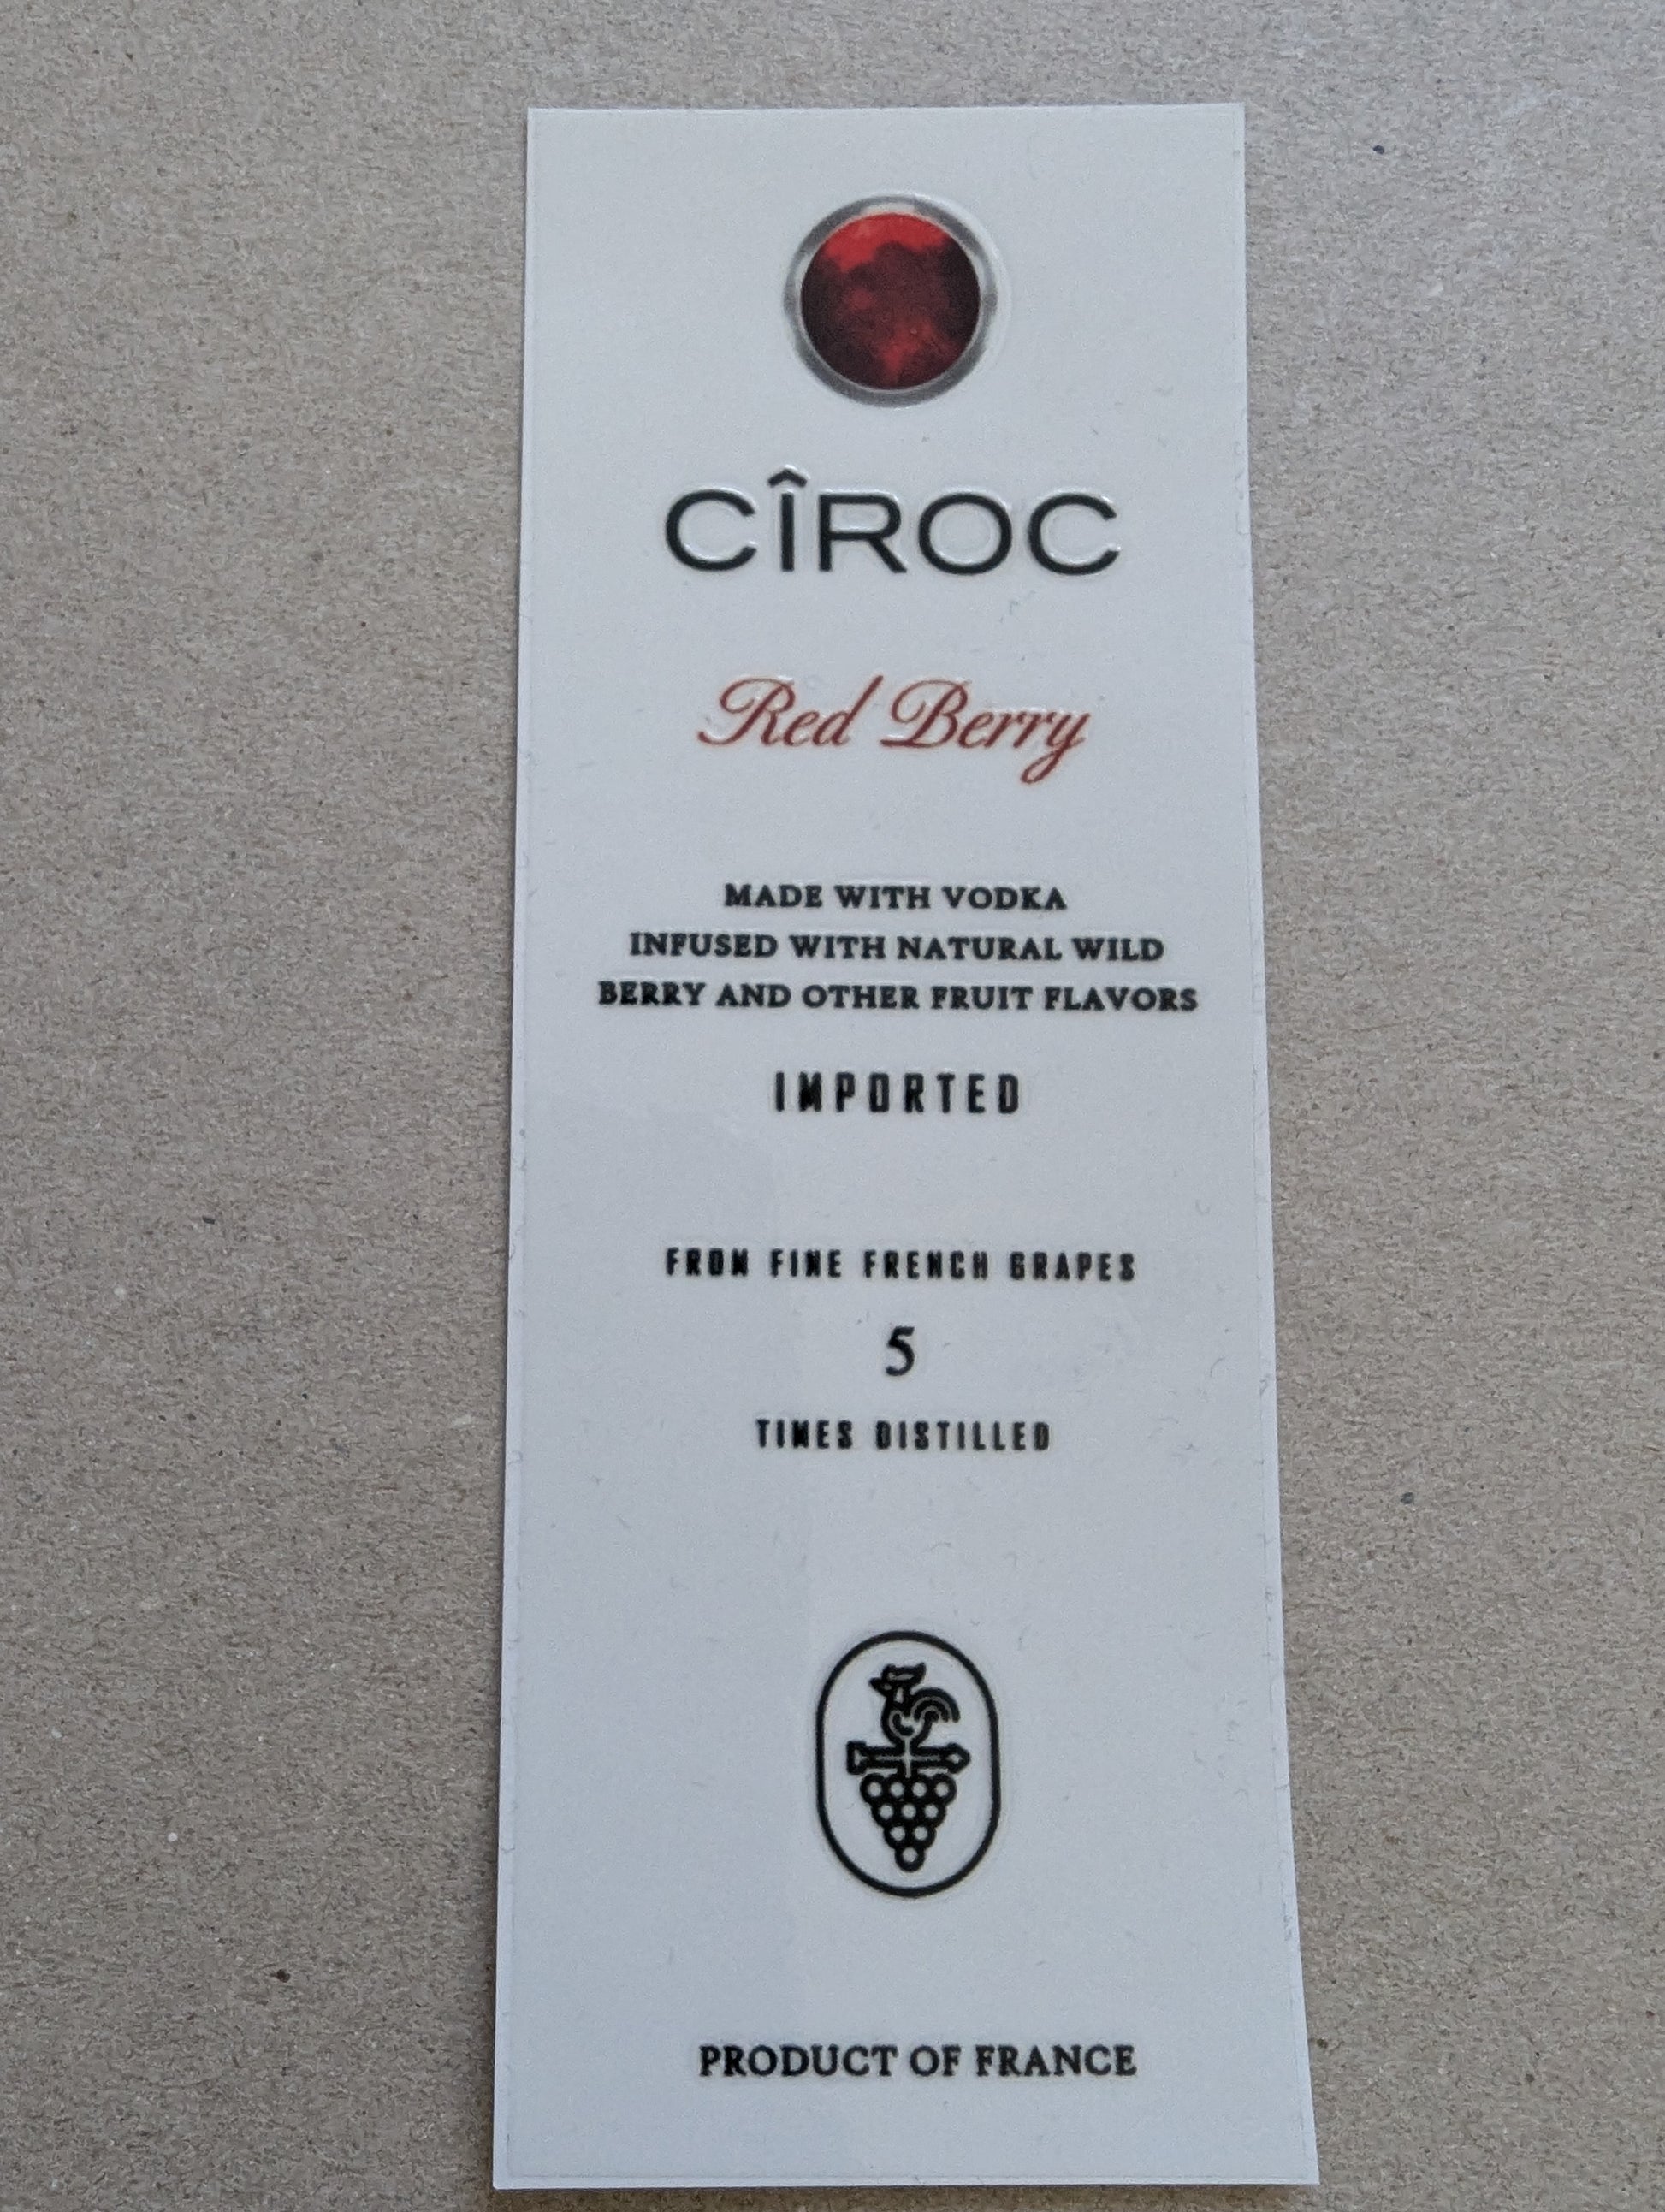 CÎROC
Red Berry
MADE WITH VODKA
INFUSED WITH NATURAL WILD
BERRY AND OTHER FRUIT FLAVORS
IMPORTED
FROM FINE FRENCH GRAPES
5
TIMES DISTILLED
PRODUCT OF FRANCE